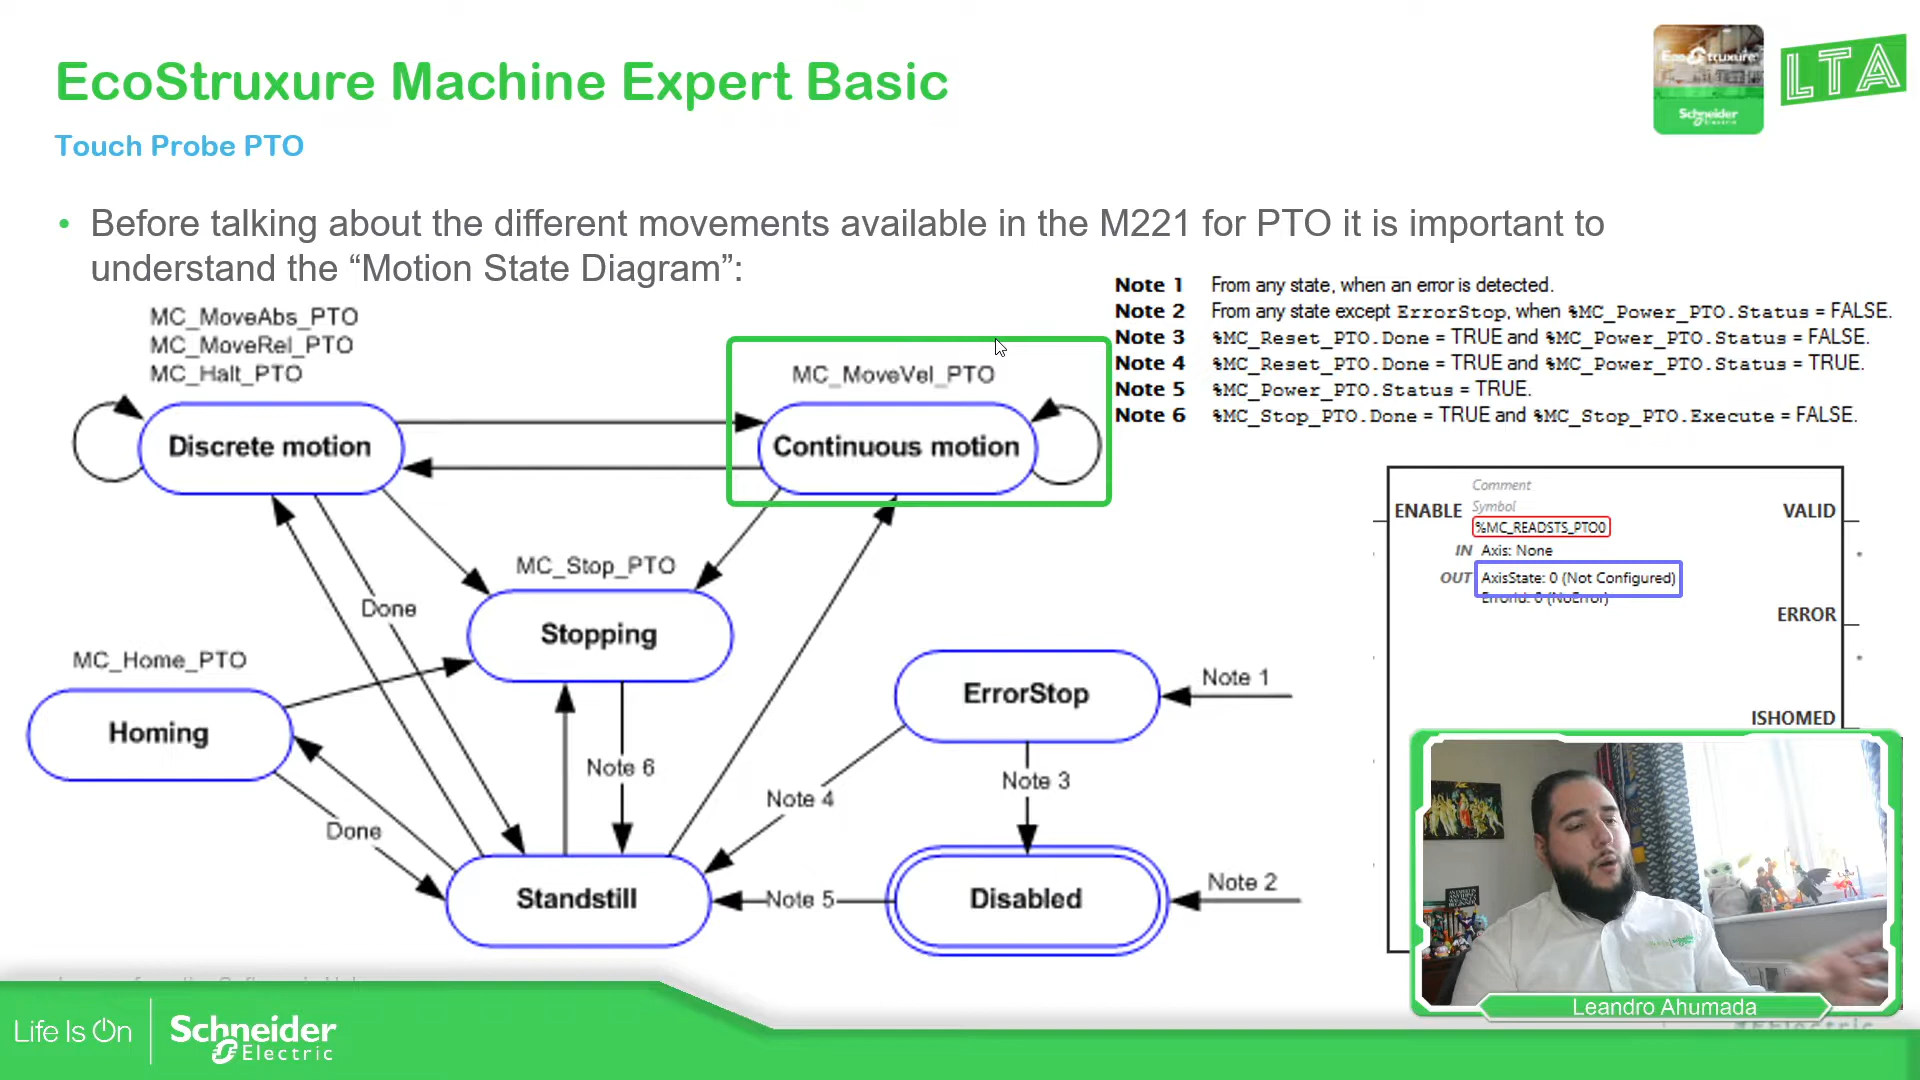 EcoStruxure Machine Expert Basic
Touch Probe PTO
EcoStruxure
Schneider
Electric
LTA
• Before talking about the different movements available in the M221 for PTO it is important to
understand the “Motion State Diagram”:
Note 1 From any state, when an error is detected.
Note 2 From any state except ErrorStop, when %MC_Power_PTO.Status = FALSE.
Note 3 %MC_Reset_PTO.Done = TRUE and %MC_Power_PTO.Status = FALSE.
Note 4 %MC_Reset_PTO.Done = TRUE and %MC_Power_PTO.Status = TRUE.
Note 5 %MC_Power_PTO.Status = TRUE.
Note 6 %MC_Stop_PTO.Done = TRUE and %MC_Stop_PTO.Execute = FALSE.
MC_MoveAbs_PTO
MC_MoveRel_PTO
MC_Halt_PTO
Discrete motion
MC_MoveVel_PTO
Continuous motion
MC_Stop_PTO
Stopping
Done
MC_Home_PTO
Homing
Done
Note 6
Standstill
ErrorStop
Note 1
Note 3
Note 4
Disabled
Note 2
Note 5
Comment
Symbol
ENABLE
%MC_READSTS_PTO0
VALID
IN Axis: None
OUT AxisState: 0 (Not Configured)
ErrorId: 0 (NoError)
ERROR
ISHOMED
Leandro Ahumada
Life Is On
Schneider
Electric